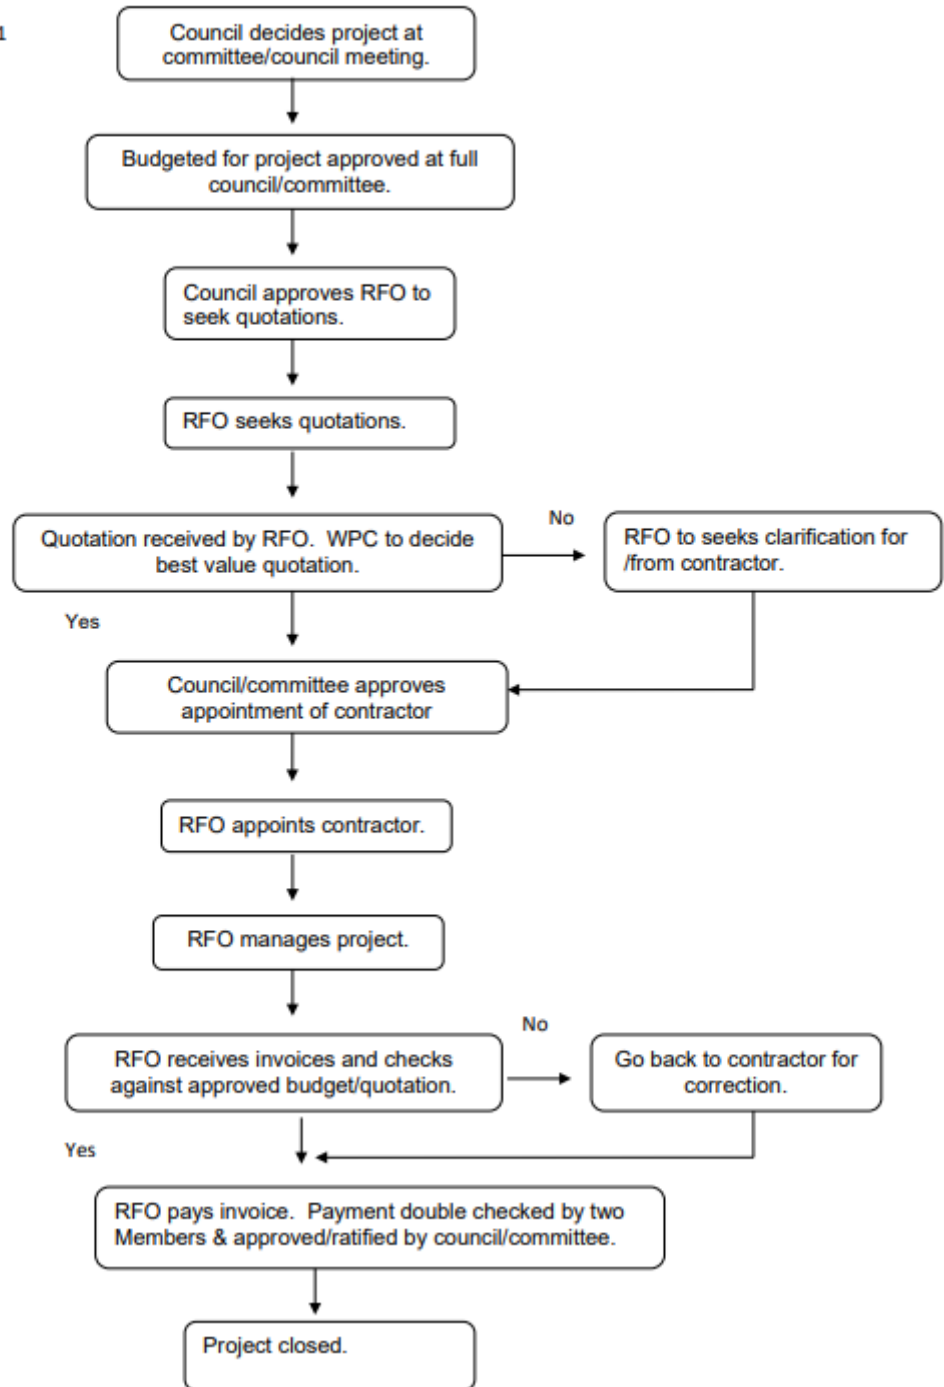 1
Council decides project at
committee/council meeting.
Budgeted for project approved at full
council/committee.
Council approves RFO to
seek quotations.
RFO seeks quotations.
Quotation received by RFO.  WPC to decide
best value quotation.
No
RFO to seeks clarification for
/from contractor.
Yes
Council/committee approves
appointment of contractor
RFO appoints contractor.
RFO manages project.
RFO receives invoices and checks
against approved budget/quotation.
No
Go back to contractor for
correction.
Yes
RFO pays invoice.  Payment double checked by two
Members & approved/ratified by council/committee.
Project closed.